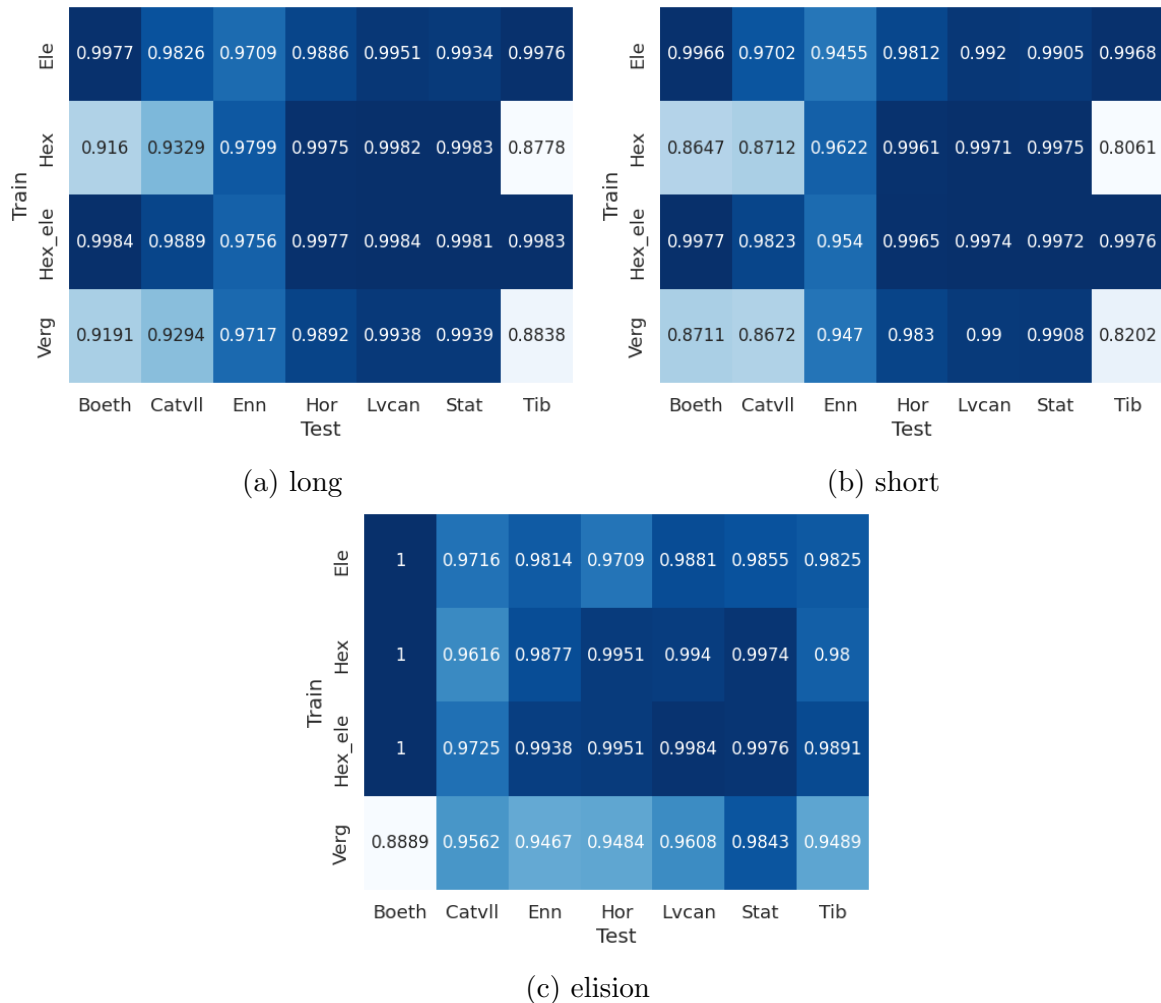 Ele 0.9977 0.9826 0.9709 0.9886 0.9951 0.9934 0.9976
Hex 0.916 0.9329 0.9799 0.9975 0.9982 0.9983 0.8778
Train
Hex_ele 0.9984 0.9889 0.9756 0.9977 0.9984 0.9981 0.9983
Verg 0.9191 0.9294 0.9717 0.9892 0.9938 0.9939 0.8838
Boeth Catvll Enn Hor Lvcan Stat Tib
Test
(a) long
Ele 0.9966 0.9702 0.9455 0.9812 0.992 0.9905 0.9968
Hex 0.8647 0.8712 0.9622 0.9961 0.9971 0.9975 0.8061
Train
Hex_ele 0.9977 0.9823 0.954 0.9965 0.9974 0.9972 0.9976
Verg 0.8711 0.8672 0.947 0.983 0.99 0.9908 0.8202
Boeth Catvll Enn Hor Lvcan Stat Tib
Test
(b) short
Ele 1 0.9716 0.9814 0.9709 0.9881 0.9855 0.9825
Hex 1 0.9616 0.9877 0.9951 0.994 0.9974 0.98
Train
Hex_ele 1 0.9725 0.9938 0.9951 0.9984 0.9976 0.9891
Verg 0.8889 0.9562 0.9467 0.9484 0.9608 0.9843 0.9489
Boeth Catvll Enn Hor Lvcan Stat Tib
Test
(c) elision